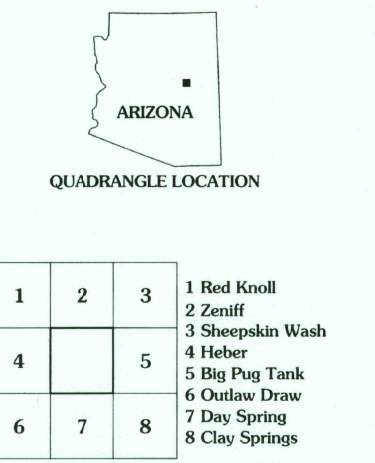 ARIZONA
QUADRANGLE LOCATION
1 2 3
4 5
6 7 8
1 Red Knoll
2 Zeniff
3 Sheepskin Wash
4 Heber
5 Big Pug Tank
6 Outlaw Draw
7 Day Spring
8 Clay Springs